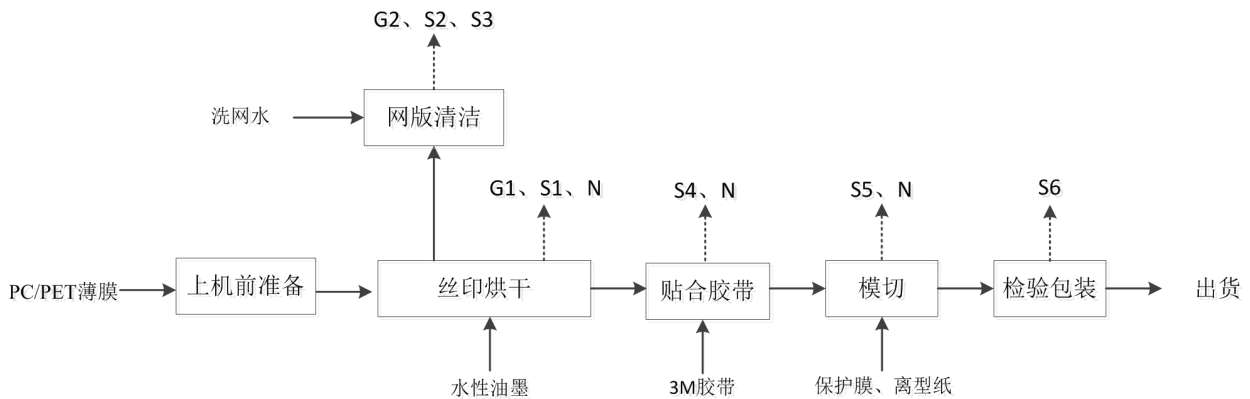 G2、S2、S3
洗网水
网版清洁
G1、S1、N
S4、N
S5、N
S6
PC/PET薄膜
上机前准备
丝印烘干
贴合胶带
模切
检验包装
出货
水性油墨
3M胶带
保护膜、离型纸